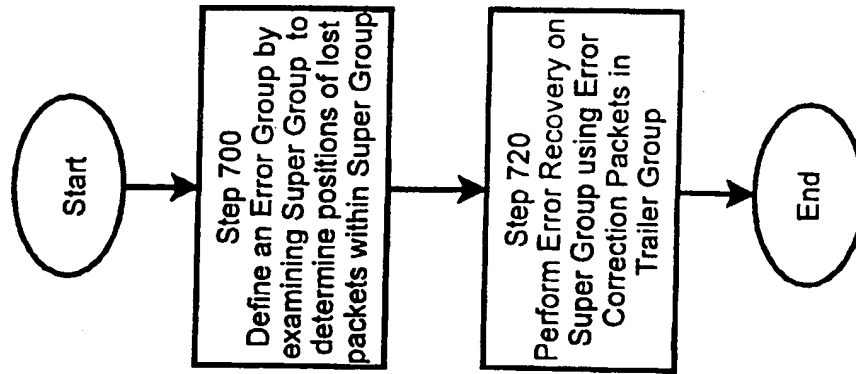 Start
Step 700
Define an Error Group by
examining Super Group to
determine positions of lost
packets within Super Group
Step 720
Perform Error Recovery on
Super Group using Error
Correction Packets in
Trailer Group
End